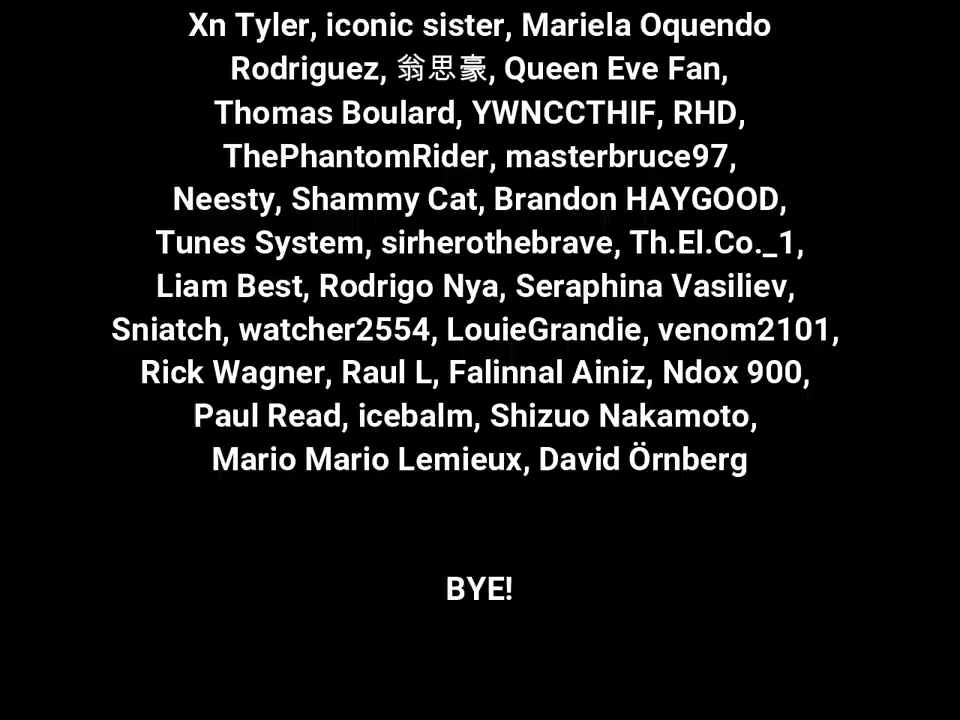 Xn Tyler, iconic sister, Mariela Oquendo
Rodriguez, 翁思豪, Queen Eve Fan,
Thomas Boulard, YWNCCTHIF, RHD,
ThePhantomRider, masterbruce97,
Neesty, Shammy Cat, Brandon HAYGOOD,
Tunes System, sirherothebrave, Th.El.Co._1,
Liam Best, Rodrigo Nya, Seraphina Vasiliev,
Sniatch, watcher2554, LouieGrandie, venom2101,
Rick Wagner, Raul L, Falinnal Ainiz, Ndox 900,
Paul Read, icebalm, Shizuo Nakamoto,
Mario Mario Lemieux, David Örnberg
BYE!